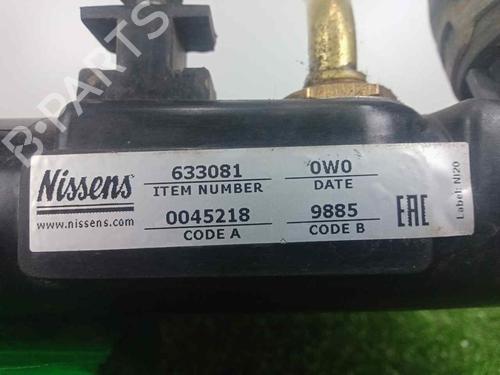 B-PARTS
Nissens
www.nissens.com
633081
ITEM NUMBER
0W0
DATE
0045218
CODE A
9885
CODE B
EAC
Label: NI20